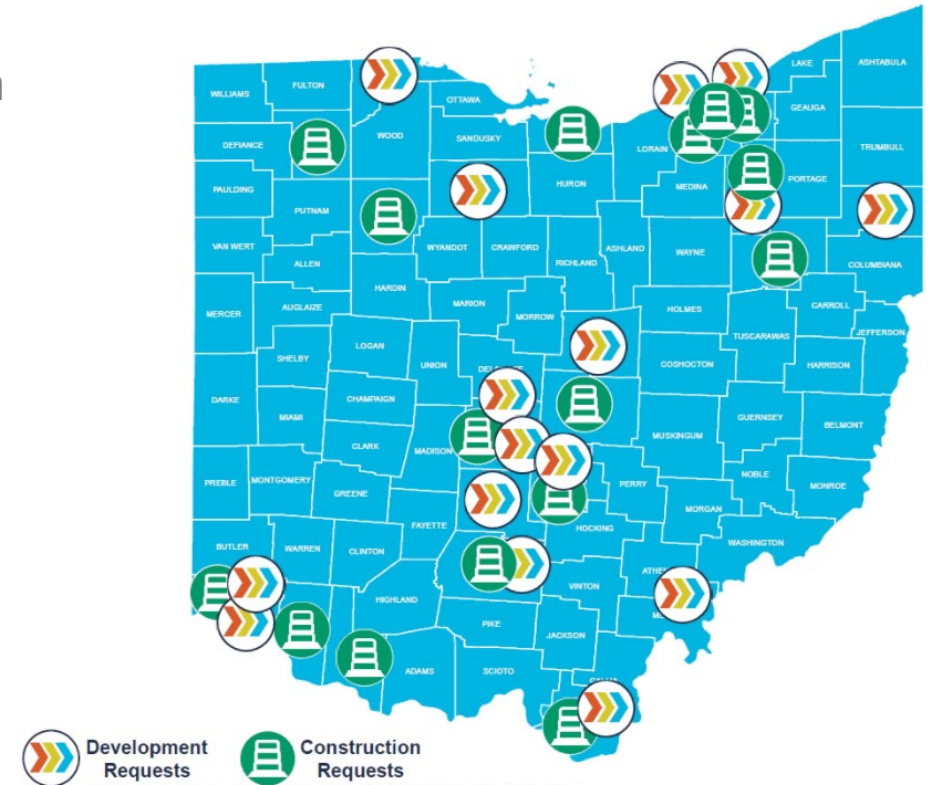 LAKE
ASHTABULA
FULTON
WILLIAMS
OTTAWA
GEAUGA
WOOD
SANDUSKY
DEFIANCE
LORAIN
TRUMBULL
PAULDING
HURON
MEDINA
PORTAGE
PUTNAM
VAN WERT
WYANDOT
CRAWFORD
RICHLAND
ASHLAND
WAYNE
ALLEN
COLUMBIANA
HARDIN
MERCER
AUGLAIZE
MARION
MORROW
HOLMES
CARROLL
TUSCARAWAS
JEFFERSON
LOGAN
SHELBY
UNION
COSHOCTON
HARRISON
DARKE
CHAMPAIGN
MIAMI
GUERNSEY
BELMONT
CLARK
MADISON
MUSKINGUM
PREBLE
MONTGOMERY
GREENE
PERRY
NOBLE
MONROE
MORGAN
FAYETTE
HOCKING
WASHINGTON
BUTLER
WARREN
CLINTON
VINTON
HIGHLAND
PIKE
JACKSON
ADAMS
SCIOTO
Development
Requests
Construction
Requests